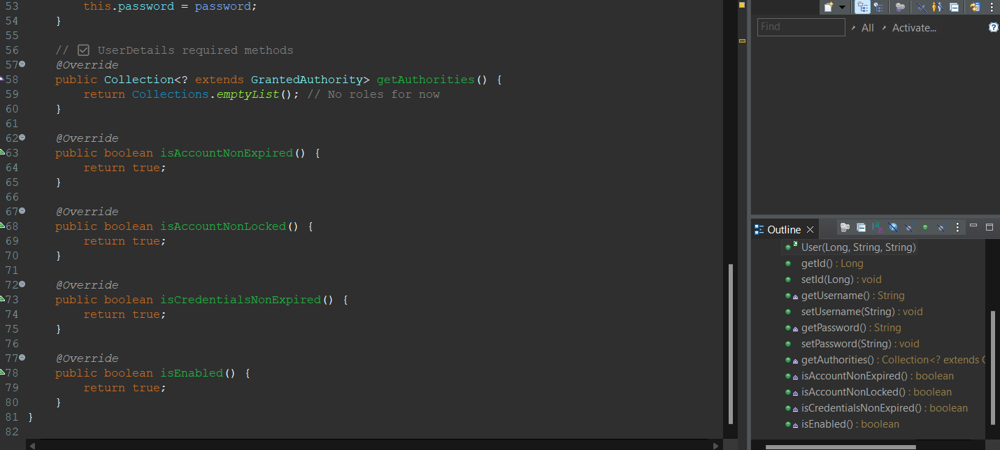 53 this.password = password;
54 }
55
56 // ☑ UserDetails required methods
57 @Override
58 public Collection<? extends GrantedAuthority> getAuthorities() {
59 return Collections.emptyList(); // No roles for now
60 }
61
62 @Override
63 public boolean isAccountNonExpired() {
64 return true;
65 }
66
67 @Override
68 public boolean isAccountNonLocked() {
69 return true;
70 }
71
72 @Override
73 public boolean isCredentialsNonExpired() {
74 return true;
75 }
76
77 @Override
78 public boolean isEnabled() {
79 return true;
80 }
81 }
82
Find All Activate...
Outline
User(Long, String, String)
getId() : Long
setId(Long) : void
getUsername() : String
setUsername(String) : void
getPassword() : String
setPassword(String) : void
getAuthorities() : Collection<? extends
isAccountNonExpired() : boolean
isAccountNonLocked() : boolean
isCredentialsNonExpired() : boolean
isEnabled() : boolean